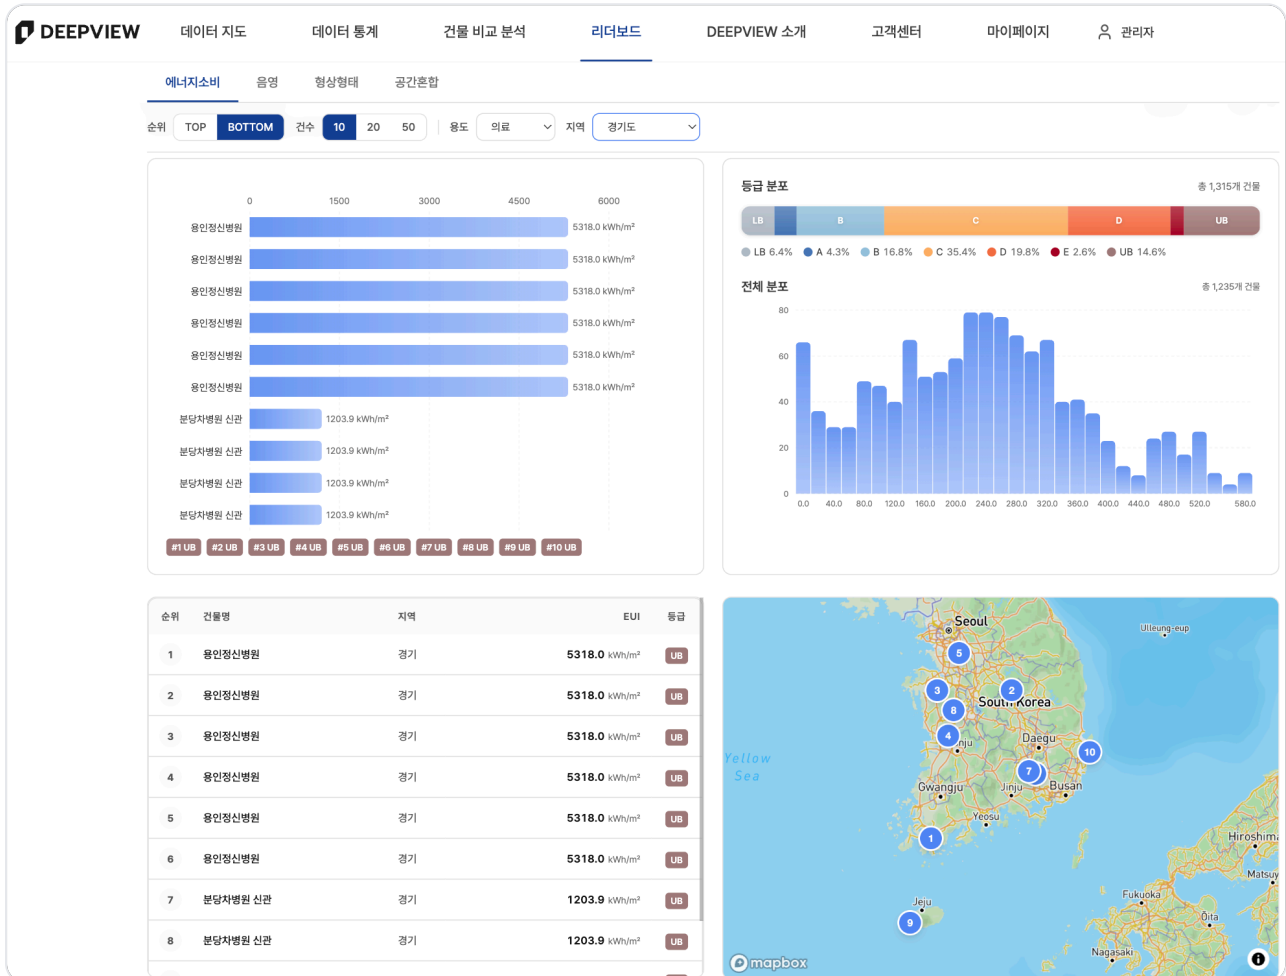 DEEPVIEW 데이터 지도 데이터 통계 건물 비교 분석 리더보드 DEEPVIEW 소개 고객센터 마이페이지 관리자
에너지소비 음영 형상형태 공간혼합
순위 TOP BOTTOM 건수 10 20 50 용도 의료 지역 경기도
0 1500 3000 4500 6000
용인정신병원 5318.0 kWh/m²
용인정신병원 5318.0 kWh/m²
용인정신병원 5318.0 kWh/m²
용인정신병원 5318.0 kWh/m²
용인정신병원 5318.0 kWh/m²
용인정신병원 5318.0 kWh/m²
분당차병원 신관 1203.9 kWh/m²
분당차병원 신관 1203.9 kWh/m²
분당차병원 신관 1203.9 kWh/m²
분당차병원 신관 1203.9 kWh/m²
#1 UB #2 UB #3 UB #4 UB #5 UB #6 UB #7 UB #8 UB #9 UB #10 UB
등급 분포 총 1,315개 건물
LB B C D UB
LB 6.4% A 4.3% B 16.8% C 35.4% D 19.8% E 2.6% UB 14.6%
전체 분포 총 1,235개 건물
80
60
40
20
0
0.0 40.0 80.0 120.0 160.0 200.0 240.0 280.0 320.0 360.0 400.0 440.0 480.0 520.0 580.0
순위 건물명 지역 EUI 등급
1 용인정신병원 경기 5318.0 kWh/m² UB
2 용인정신병원 경기 5318.0 kWh/m² UB
3 용인정신병원 경기 5318.0 kWh/m² UB
4 용인정신병원 경기 5318.0 kWh/m² UB
5 용인정신병원 경기 5318.0 kWh/m² UB
6 용인정신병원 경기 5318.0 kWh/m² UB
7 분당차병원 신관 경기 1203.9 kWh/m² UB
8 분당차병원 신관 경기 1203.9 kWh/m² UB
Seoul
Ulleung-eup
5
3 2
South Korea
8
4 nju Daegu
10
Yellow
Sea
7
Gwangju Jinju Busan
Yeosu
1
Hiroshima
Matsuy
Fukuoka
Jeju
9
Ōita
Nagasaki
mapbox